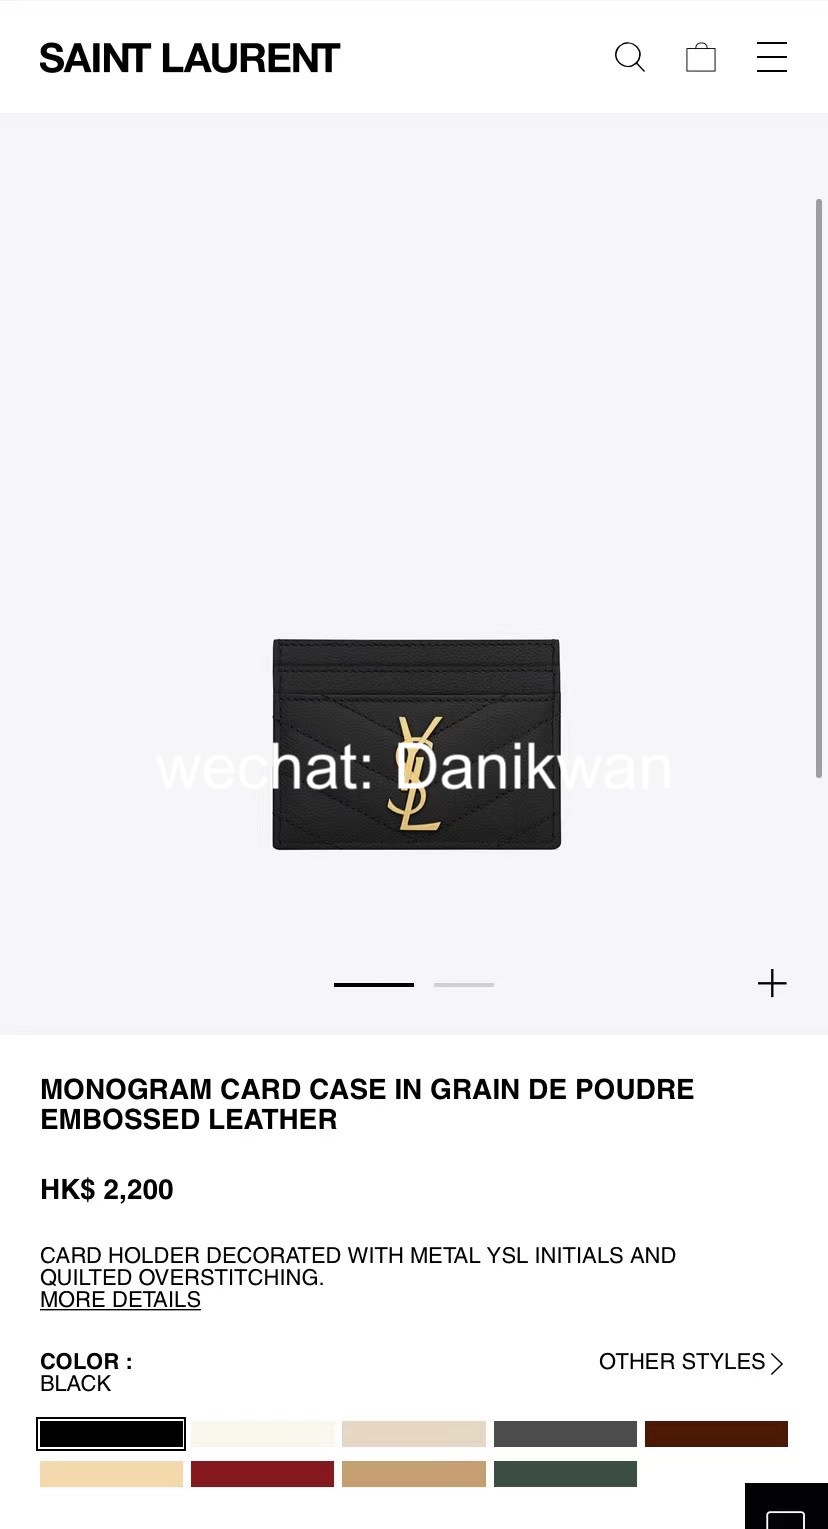 SAINT LAURENT
YSL
wechat: Danikwan
MONOGRAM CARD CASE IN GRAIN DE POUDRE
EMBOSSED LEATHER
HK$ 2,200
CARD HOLDER DECORATED WITH METAL YSL INITIALS AND
QUILTED OVERSTITCHING.
MORE DETAILS
COLOR :
OTHER STYLES
BLACK